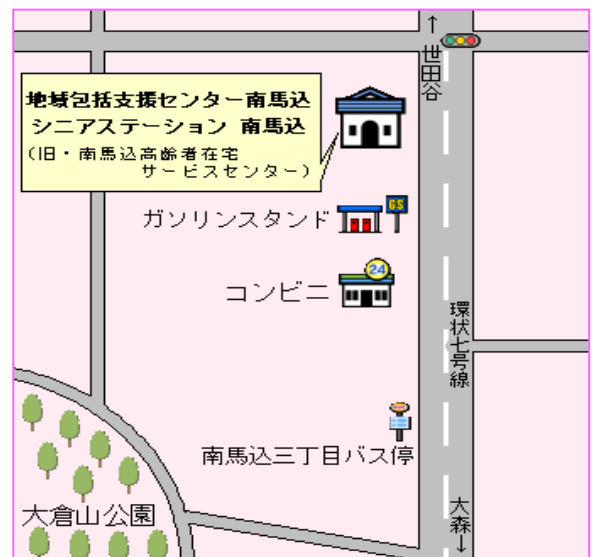 ↑世田谷
地域包括支援センター南馬込
シニアステーション 南馬込
(旧・南馬込高齢者在宅
サービスセンター)
GS
ガソリンスタンド
24
コンビニ
環状七号線
南馬込三丁目バス停
大倉山公園
大森↓